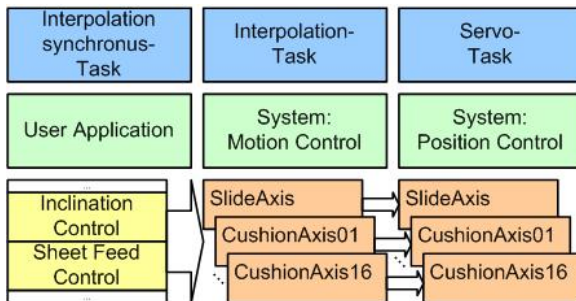 Interpolation
synchronus-
Task
Interpolation-
Task
Servo-
Task
User Application
System:
Motion Control
System:
Position Control
...
Inclination
Control
Sheet Feed
Control
...
SlideAxis
CushionAxis01
...
CushionAxis16
SlideAxis
CushionAxis01
...
CushionAxis16